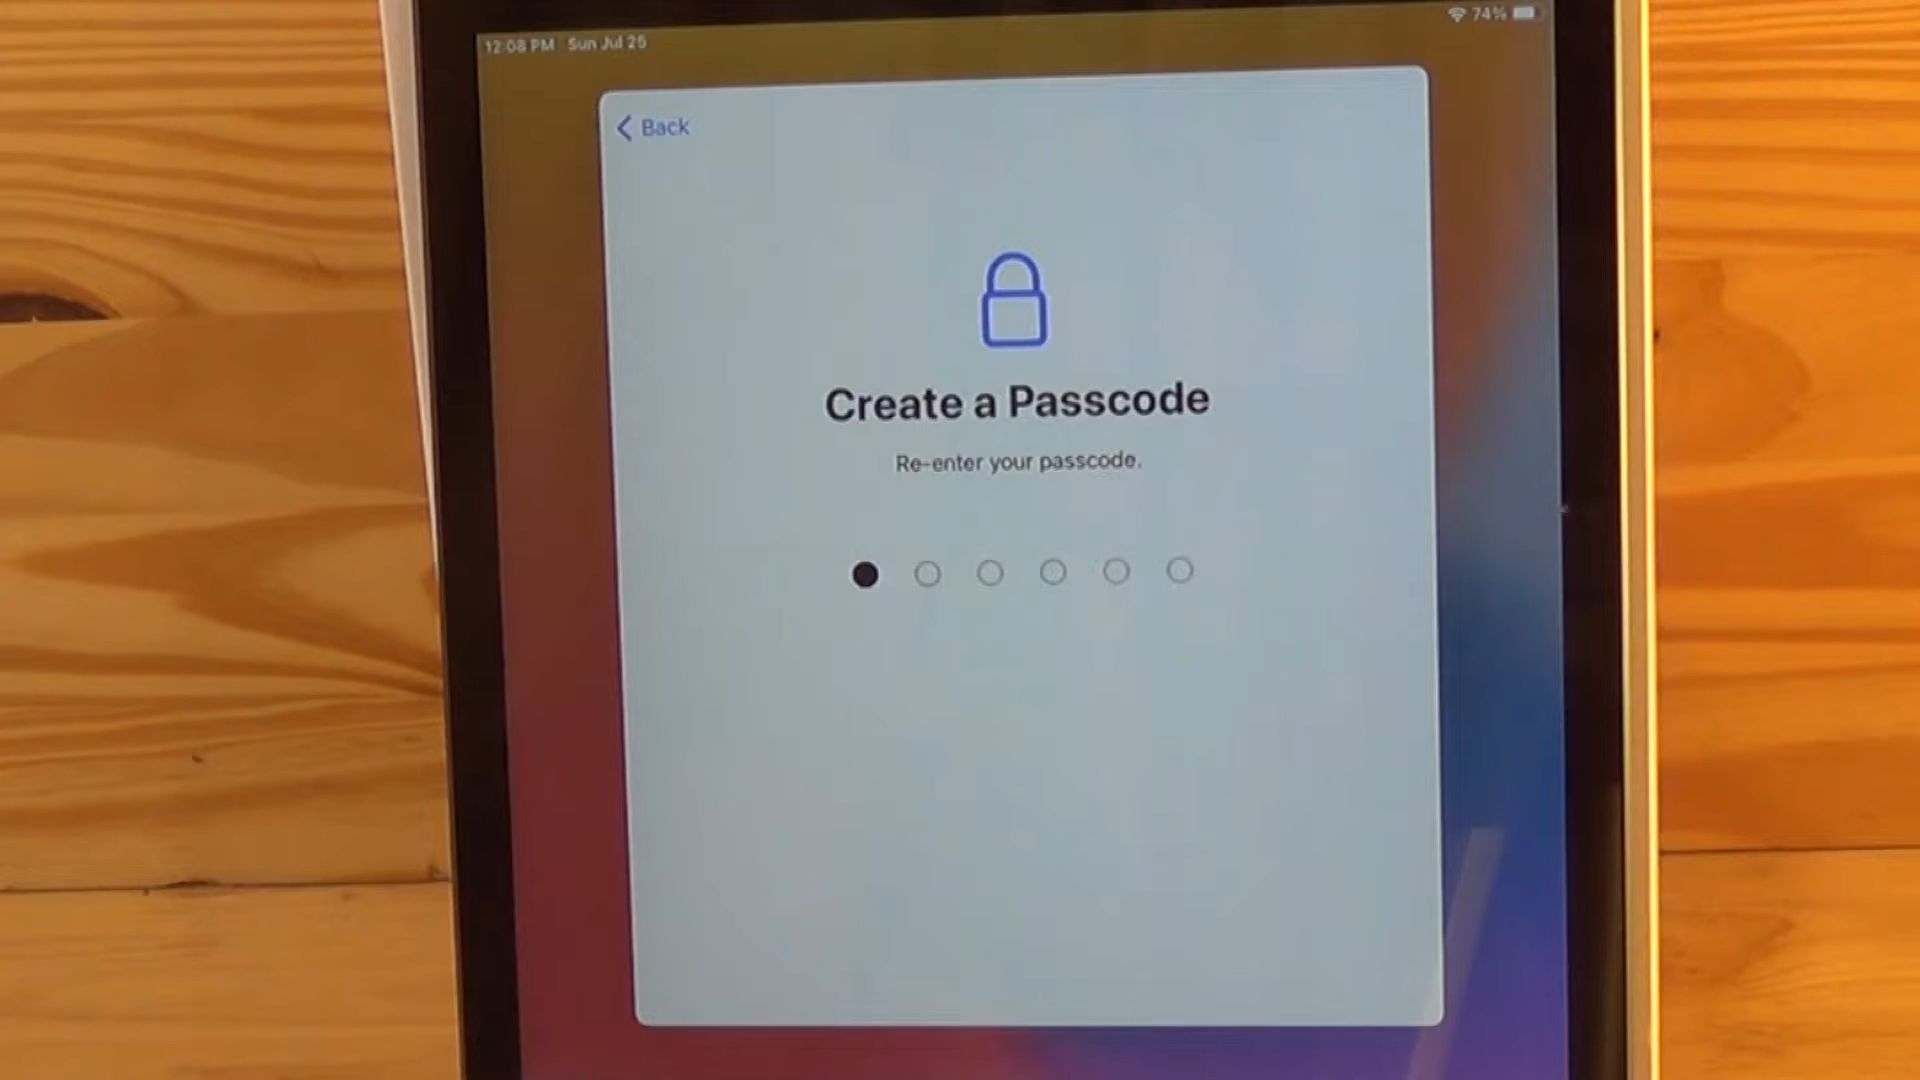 12:08 PM Sun Jul 25
74%
Back
Create a Passcode
Re-enter your passcode.